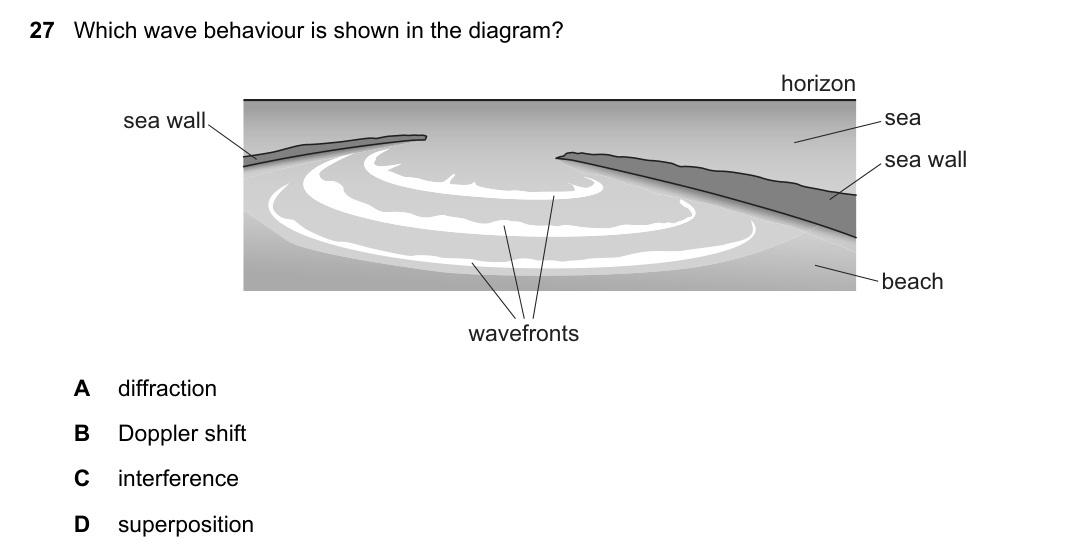 27 Which wave behaviour is shown in the diagram?
horizon
sea wall
sea
sea wall
beach
wavefronts
A diffraction
B Doppler shift
C interference
D superposition